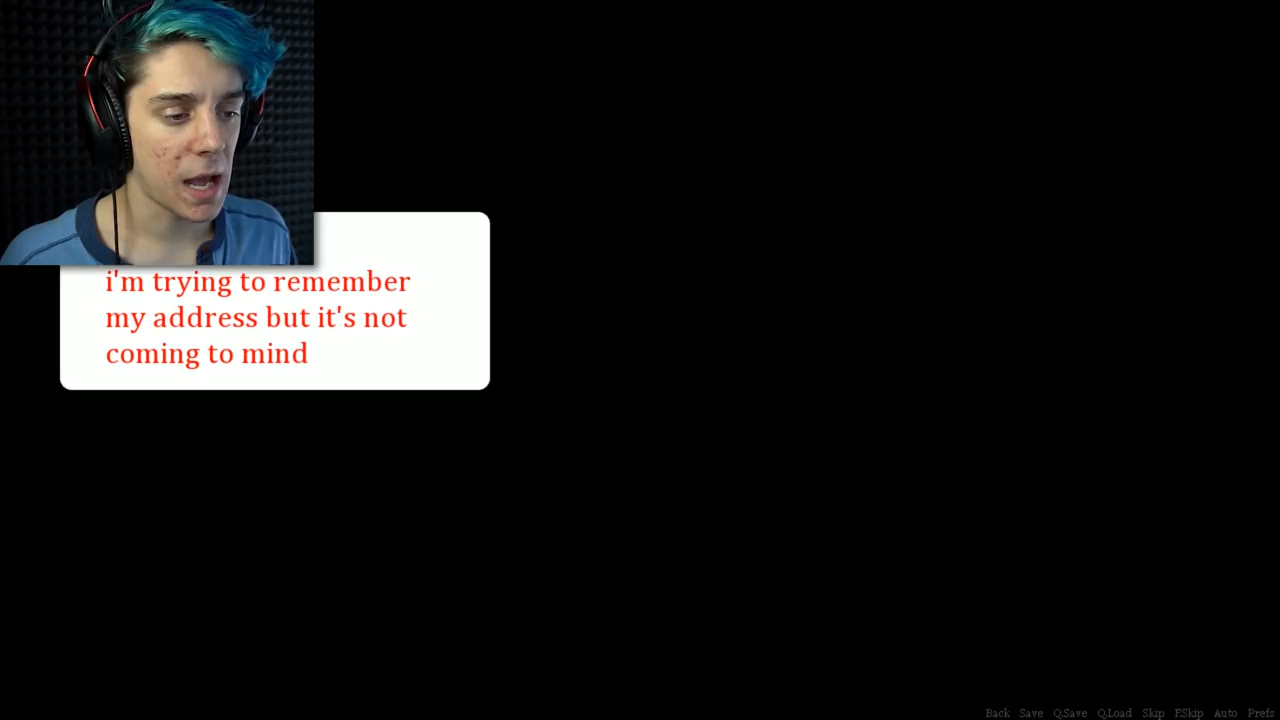 i'm trying to remember
my address but it's not
coming to mind
Back Save Q.Save Q.Load Skip F.Skip Auto Prefs